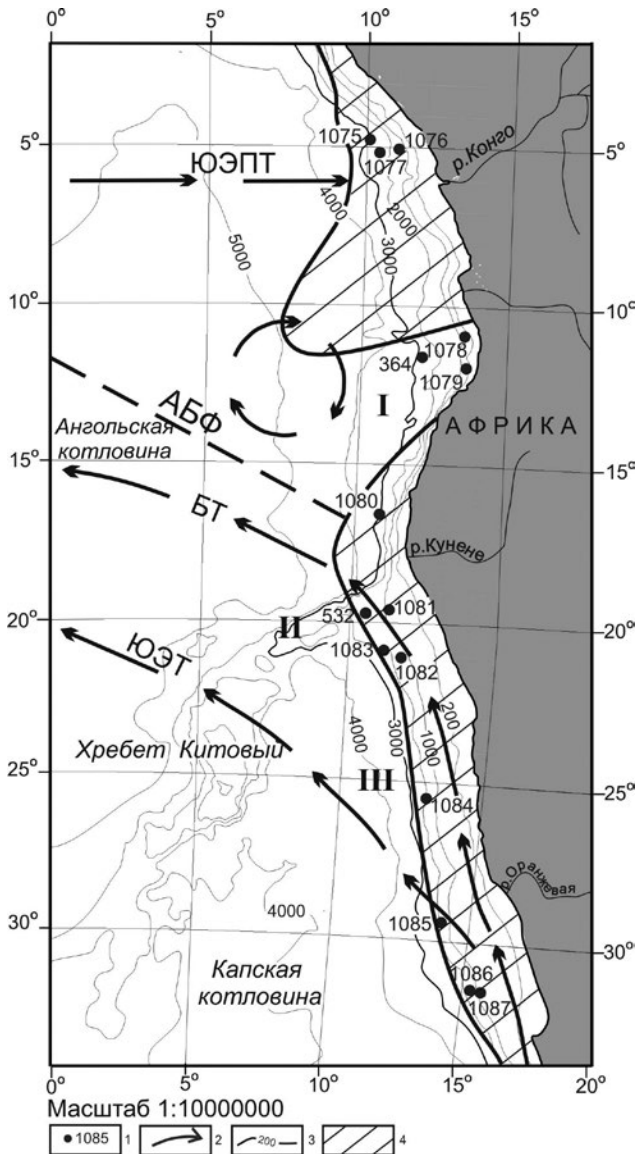 0° 5° 10° 15°
1075 1076
5° 1077 р.Конго 5°
ЮЭПТ
4000 2000
5000 3000
10° 10°
1078
364
1079
I
АБФ АФРИКА
Ангольская
котловина
15° 15°
1080
БТ
р.Кунене
1081
532
20° II 20°
1083
ЮЭТ 1082
200
4000 3000 1000
Хребет Китовый
25° III 25°
1084
р.Оранжевая
4000
30° 1085 30°
Капская
котловина
1086
1087
0° 5° 10° 15° 20°
Масштаб 1:10000000
1085 1 2 200 3 4